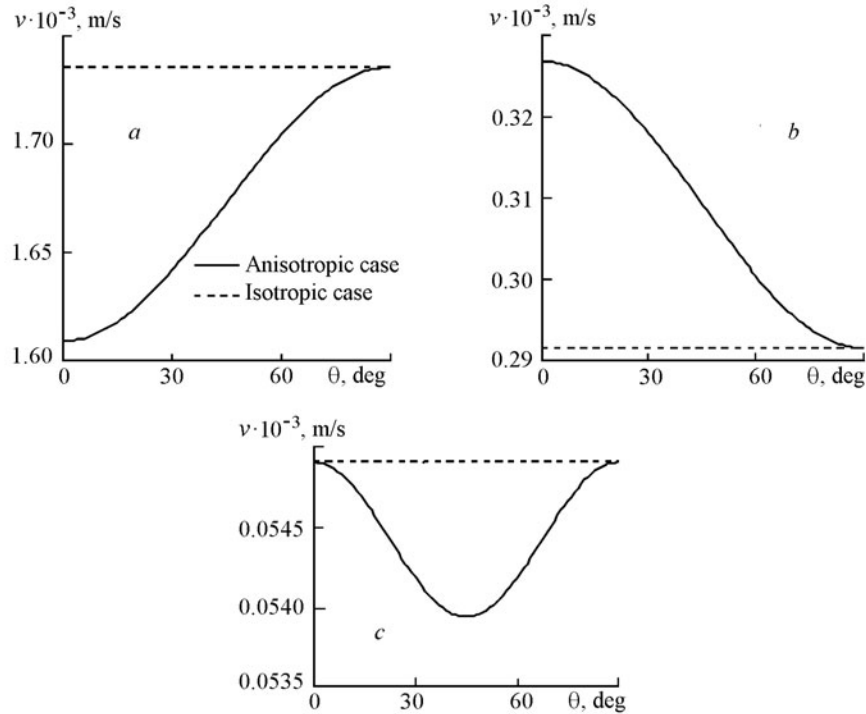 v·10⁻³, m/s
1.70
1.65
1.60
a
Anisotropic case
Isotropic case
0 30 60 θ, deg
v·10⁻³, m/s
0.32
0.31
0.30
0.29
b
0 30 60 θ, deg
v·10⁻³, m/s
0.0545
0.0540
0.0535
c
0 30 60 θ, deg